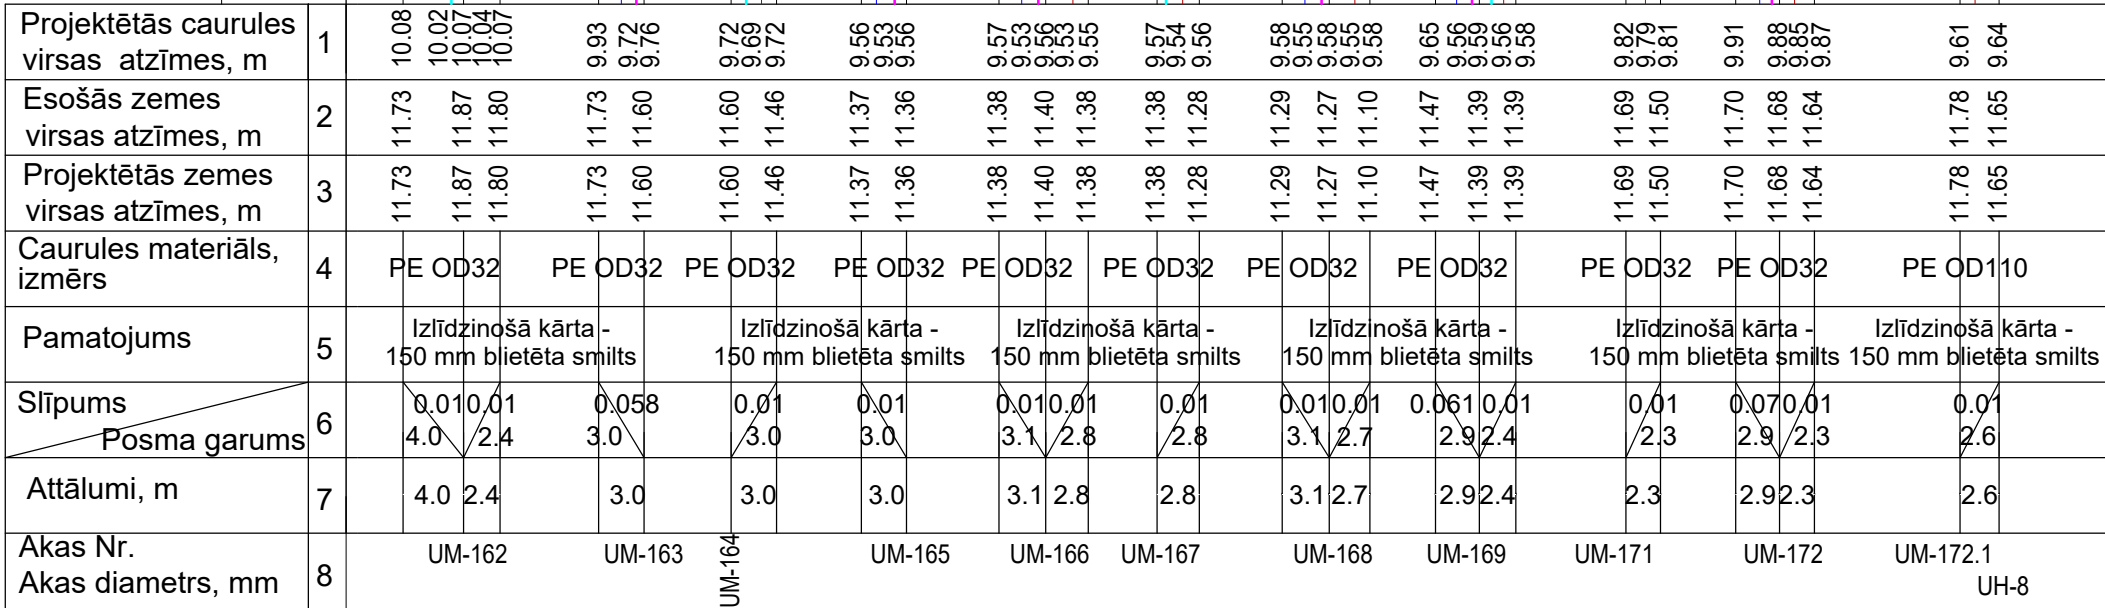 Projektētās caurules
virsas atzīmes, m
1
10.08 10.02 10.07 10.04 10.07 9.93 9.72 9.76 9.72 9.69 9.72 9.56 9.53 9.56 9.57 9.53 9.56 9.53 9.55 9.57 9.54 9.56 9.58 9.55 9.58 9.55 9.58 9.65 9.56 9.59 9.56 9.58 9.82 9.79 9.81 9.91 9.88 9.85 9.87 9.61 9.64
Esošās zemes
virsas atzīmes, m
2
11.73 11.87 11.80 11.73 11.60 11.60 11.46 11.37 11.36 11.38 11.40 11.38 11.38 11.28 11.29 11.27 11.10 11.47 11.39 11.39 11.69 11.50 11.70 11.68 11.64 11.78 11.65
Projektētās zemes
virsas atzīmes, m
3
11.73 11.87 11.80 11.73 11.60 11.60 11.46 11.37 11.36 11.38 11.40 11.38 11.38 11.28 11.29 11.27 11.10 11.47 11.39 11.39 11.69 11.50 11.70 11.68 11.64 11.78 11.65
Caurules materiāls,
izmērs
4
PE OD32 PE OD32 PE OD32 PE OD32 PE OD32 PE OD32 PE OD32 PE OD32 PE OD32 PE OD32 PE OD110
Pamatojums
5
Izlīdzinošā kārta - Izlīdzinošā kārta - Izlīdzinošā kārta - Izlīdzinošā kārta - Izlīdzinošā kārta - Izlīdzinošā kārta -
150 mm blietēta smilts 150 mm blietēta smilts 150 mm blietēta smilts 150 mm blietēta smilts 150 mm blietēta smilts 150 mm blietēta smilts
Slīpums
Posma garums
6
0.01 0.01 0.058 0.01 0.01 0.01 0.01 0.01 0.01 0.01 0.061 0.01 0.01 0.07 0.01 0.01
4.0 2.4 3.0 3.0 3.0 3.1 2.8 2.8 3.1 2.7 2.9 2.4 2.3 2.9 2.3 2.6
Attālumi, m
7
4.0 2.4 3.0 3.0 3.0 3.1 2.8 2.8 3.1 2.7 2.9 2.4 2.3 2.9 2.3 2.6
Akas Nr.
Akas diametrs, mm
8
UM-162 UM-163 UM-164 UM-165 UM-166 UM-167 UM-168 UM-169 UM-171 UM-172 UM-172.1
UH-8